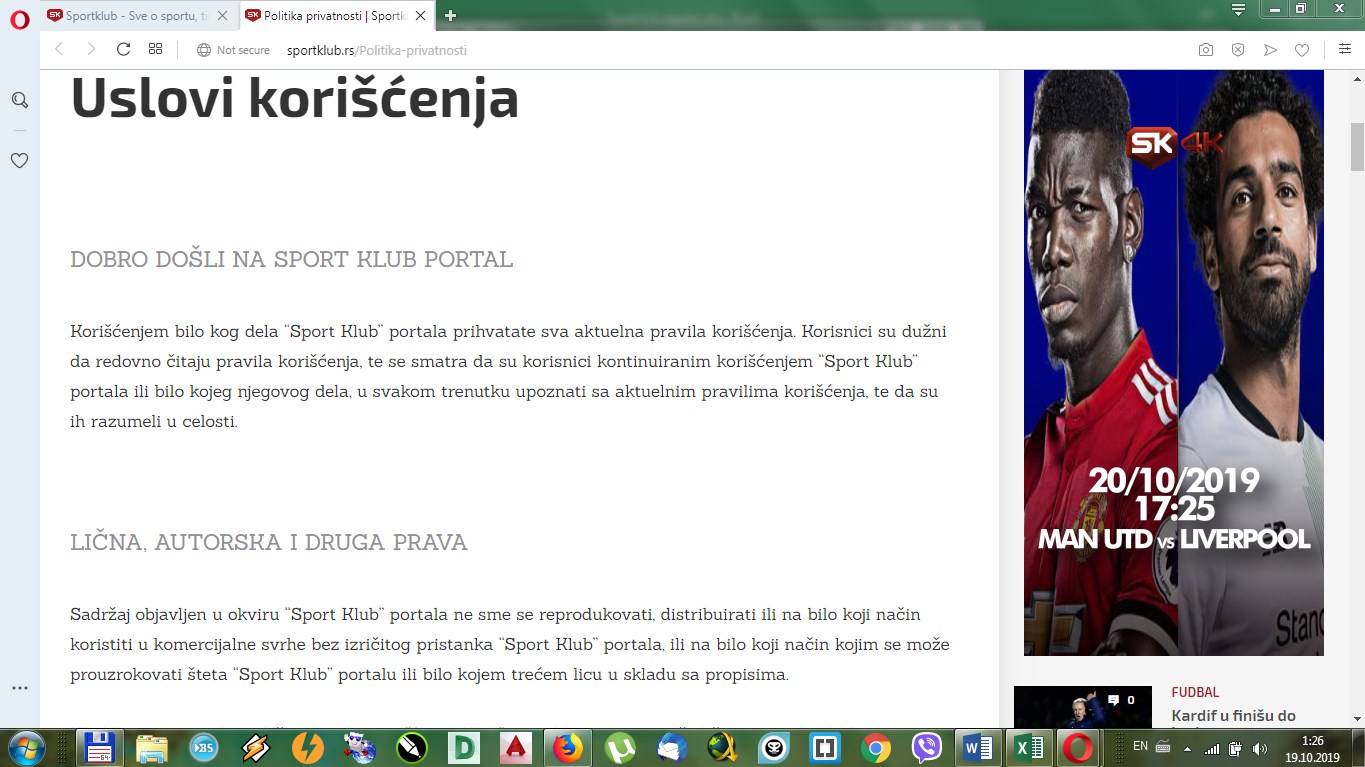 Sportklub - Sve o sportu, ti
Politika privatnosti | Sportkl
Not secure
sportklub.rs/Politika-privatnosti
Uslovi korišćenja
DOBRO DOŠLI NA SPORT KLUB PORTAL
Korišćenjem bilo kog dela “Sport Klub” portala prihvatate sva aktuelna pravila korišćenja. Korisnici su dužni
da redovno čitaju pravila korišćenja, te se smatra da su korisnici kontinuiranim korišćenjem “Sport Klub”
portala ili bilo kojeg njegovog dela, u svakom trenutku upoznati sa aktuelnim pravilima korišćenja, te da su
ih razumeli u celosti.
LIČNA, AUTORSKA I DRUGA PRAVA
Sadržaj objavljen u okviru “Sport Klub” portala ne sme se reprodukovati, distribuirati ili na bilo koji način
koristiti u komercijalne svrhe bez izričitog pristanka “Sport Klub” portala, ili na bilo koji način kojim se može
prouzrokovati šteta “Sport Klub” portalu ili bilo kojem trećem licu u skladu sa propisima.
SK 4K
20/10/2019
17:25
MAN UTD vs LIVERPOOL
Stand
0
FUDBAL
Kardif u finišu do
EN
1:26
19.10.2019